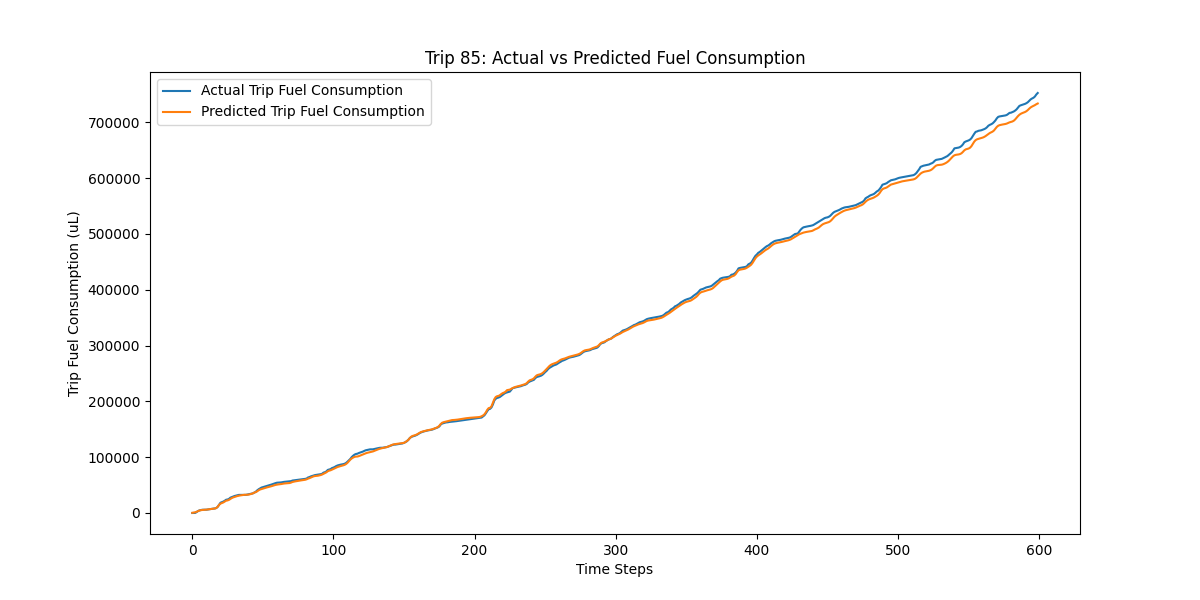 Trip 85: Actual vs Predicted Fuel Consumption
Actual Trip Fuel Consumption
Predicted Trip Fuel Consumption
Trip Fuel Consumption (uL)
700000
600000
500000
400000
300000
200000
100000
0
0 100 200 300 400 500 600
Time Steps